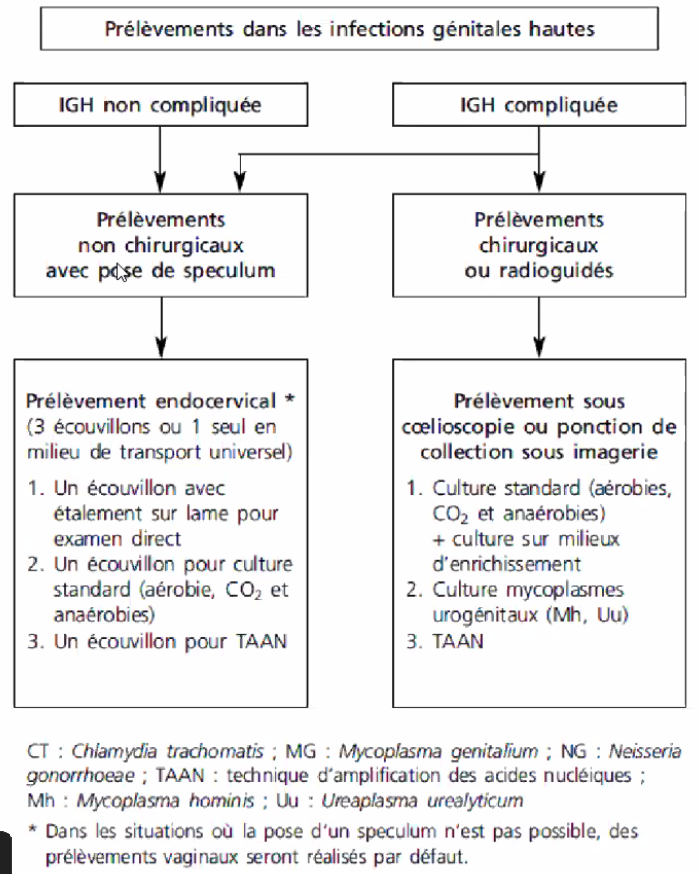 Prélèvements dans les infections génitales hautes
IGH non compliquée
IGH compliquée
Prélèvements
non chirurgicaux
avec pose de speculum
Prélèvements
chirurgicaux
ou radioguidés
Prélèvement endocervical *
(3 écouvillons ou 1 seul en
milieu de transport universel)
1. Un écouvillon avec
étalement sur lame pour
examen direct
2. Un écouvillon pour culture
standard (aérobie, CO₂ et
anaérobies)
3. Un écouvillon pour TAAN
Prélèvement sous
cœlioscopie ou ponction de
collection sous imagerie
1. Culture standard (aérobies,
CO₂ et anaérobies)
+ culture sur milieux
d'enrichissement
2. Culture mycoplasmes
urogénitaux (Mh, Uu)
3. TAAN
CT : Chlamydia trachomatis ; MG : Mycoplasma genitalium ; NG : Neisseria
gonorrhoeae ; TAAN : technique d'amplification des acides nucléiques ;
Mh : Mycoplasma hominis ; Uu : Ureaplasma urealyticum
* Dans les situations où la pose d'un speculum n'est pas possible, des
prélèvements vaginaux seront réalisés par défaut.